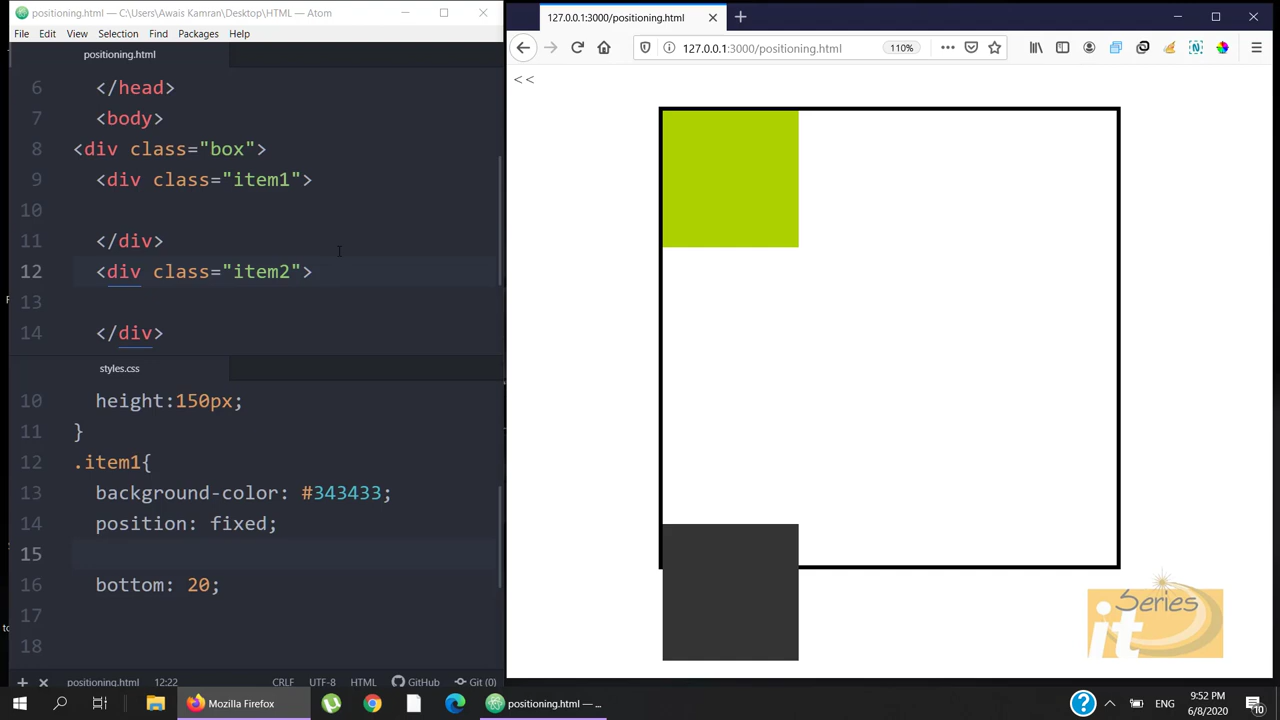 positioning.html — C:\Users\Awais Kamran\Desktop\HTML — Atom
File Edit View Selection Find Packages Help
positioning.html
6 </head>
7 <body>
8 <div class="box">
9 <div class="item1">
10
11 </div>
12 <div class="item2">
13
14 </div>
styles.css
10 height:150px;
11 }
12 .item1{
13 background-color: #343433;
14 position: fixed;
15
16 bottom: 20;
17
18
positioning.html 12:22 CRLF UTF-8 HTML GitHub Git (0)
127.0.0.1:3000/positioning.html
127.0.0.1:3000/positioning.html 110%
<<
it Series
Mozilla Firefox
positioning.html — ...
ENG
9:52 PM
6/8/2020
10